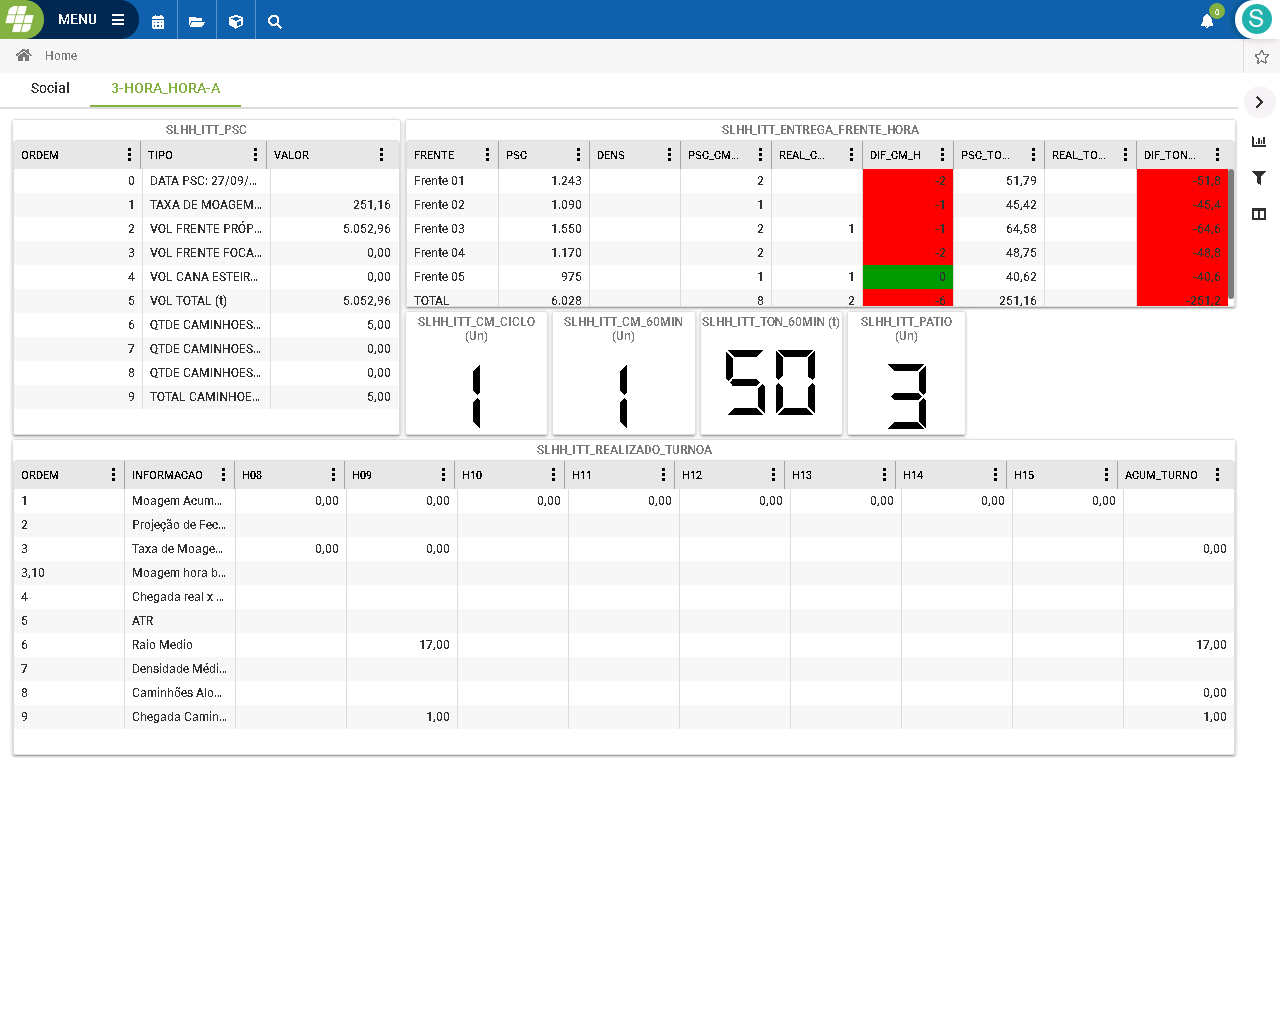 MENU
0
S
Home
Social
3-HORA_HORA-A
SLHH_ITT_PSC
ORDEM TIPO VALOR
0 DATA PSC: 27/09/...
1 TAXA DE MOAGEM... 251,16
2 VOL FRENTE PRÓP... 5.052,96
3 VOL FRENTE FOCA... 0,00
4 VOL CANA ESTEIR... 0,00
5 VOL TOTAL (t) 5.052,96
6 QTDE CAMINHOES... 5,00
7 QTDE CAMINHOES... 0,00
8 QTDE CAMINHOES... 0,00
9 TOTAL CAMINHOE... 5,00
SLHH_ITT_ENTREGA_FRENTE_HORA
FRENTE PSC DENS PSC_CM... REAL_C... DIF_CM_H PSC_TO... REAL_TO... DIF_TON...
Frente 01 1.243 2 -2 51,79 -51,8
Frente 02 1.090 1 -1 45,42 -45,4
Frente 03 1.550 2 1 -1 64,58 -64,6
Frente 04 1.170 2 -2 48,75 -48,8
Frente 05 975 1 1 0 40,62 -40,6
TOTAL 6.028 8 2 -6 251,16 -251,2
SLHH_ITT_CM_CICLO
(Un)
1
SLHH_ITT_CM_60MIN
(Un)
1
SLHH_ITT_TON_60MIN (t)
50
SLHH_ITT_PATIO
(Un)
3
SLHH_ITT_REALIZADO_TURNOA
ORDEM INFORMACAO H08 H09 H10 H11 H12 H13 H14 H15 ACUM_TURNO
1 Moagem Acum... 0,00 0,00 0,00 0,00 0,00 0,00 0,00 0,00
2 Projeção de Fec...
3 Taxa de Moage... 0,00 0,00 0,00
3,10 Moagem hora b...
4 Chegada real x ...
5 ATR
6 Raio Medio 17,00 17,00
7 Densidade Médi...
8 Caminhões Alo... 0,00
9 Chegada Camin... 1,00 1,00